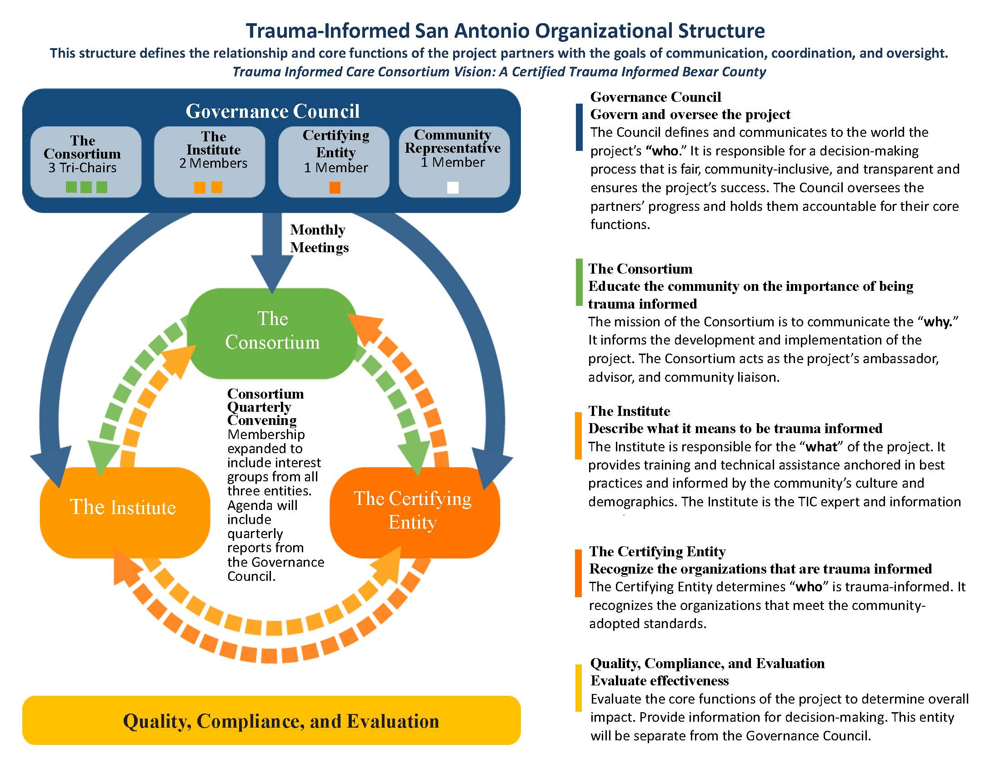 Trauma-Informed San Antonio Organizational Structure
This structure defines the relationship and core functions of the project partners with the goals of communication, coordination, and oversight.
Trauma Informed Care Consortium Vision: A Certified Trauma Informed Bexar County
Governance Council
The
Consortium
3 Tri-Chairs
The
Institute
2 Members
Certifying
Entity
1 Member
Community
Representative
1 Member
Monthly
Meetings
The
Consortium
Consortium
Quarterly
Convening
Membership
expanded to
include interest
groups from all
three entities.
Agenda will
include
quarterly
reports from
the Governance
Council.
The Institute
The Certifying
Entity
Quality, Compliance, and Evaluation
Governance Council
Govern and oversee the project
The Council defines and communicates to the world the
project’s “who.” It is responsible for a decision-making
process that is fair, community-inclusive, and transparent and
ensures the project’s success. The Council oversees the
partners’ progress and holds them accountable for their core
functions.
The Consortium
Educate the community on the importance of being
trauma informed
The mission of the Consortium is to communicate the “why.”
It informs the development and implementation of the
project. The Consortium acts as the project’s ambassador,
advisor, and community liaison.
The Institute
Describe what it means to be trauma informed
The Institute is responsible for the “what” of the project. It
provides training and technical assistance anchored in best
practices and informed by the community’s culture and
demographics. The Institute is the TIC expert and information
The Certifying Entity
Recognize the organizations that are trauma informed
The Certifying Entity determines “who” is trauma-informed. It
recognizes the organizations that meet the community-
adopted standards.
Quality, Compliance, and Evaluation
Evaluate effectiveness
Evaluate the core functions of the project to determine overall
impact. Provide information for decision-making. This entity
will be separate from the Governance Council.